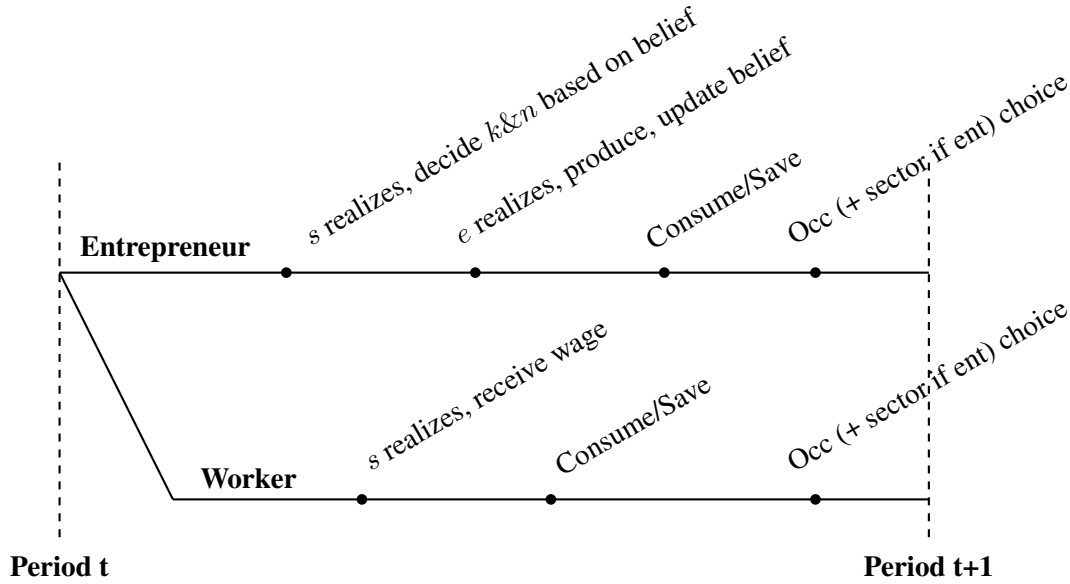 s realizes, decide k&n based on belief
e realizes, produce, update belief
Consume/Save
Occ (+ sector if ent) choice
Entrepreneur
s realizes, receive wage
Consume/Save
Occ (+ sector if ent) choice
Worker
Period t
Period t+1